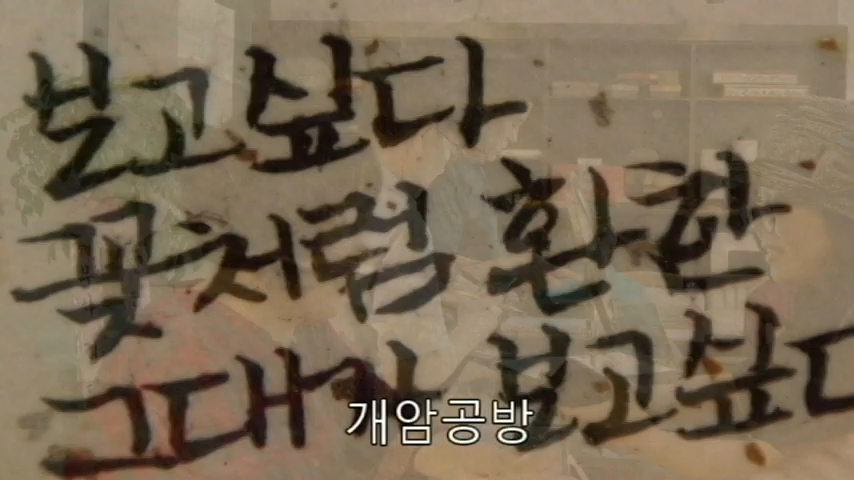 보고싶다
꽃처럼 환한
그대가 보고싶다
개암공방